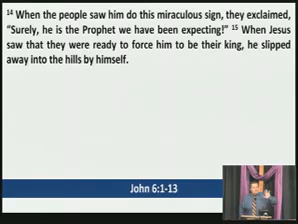 14 When the people saw him do this miraculous sign, they exclaimed,
“Surely, he is the Prophet we have been expecting!” 15 When Jesus
saw that they were ready to force him to be their king, he slipped
away into the hills by himself.
John 6:1-13